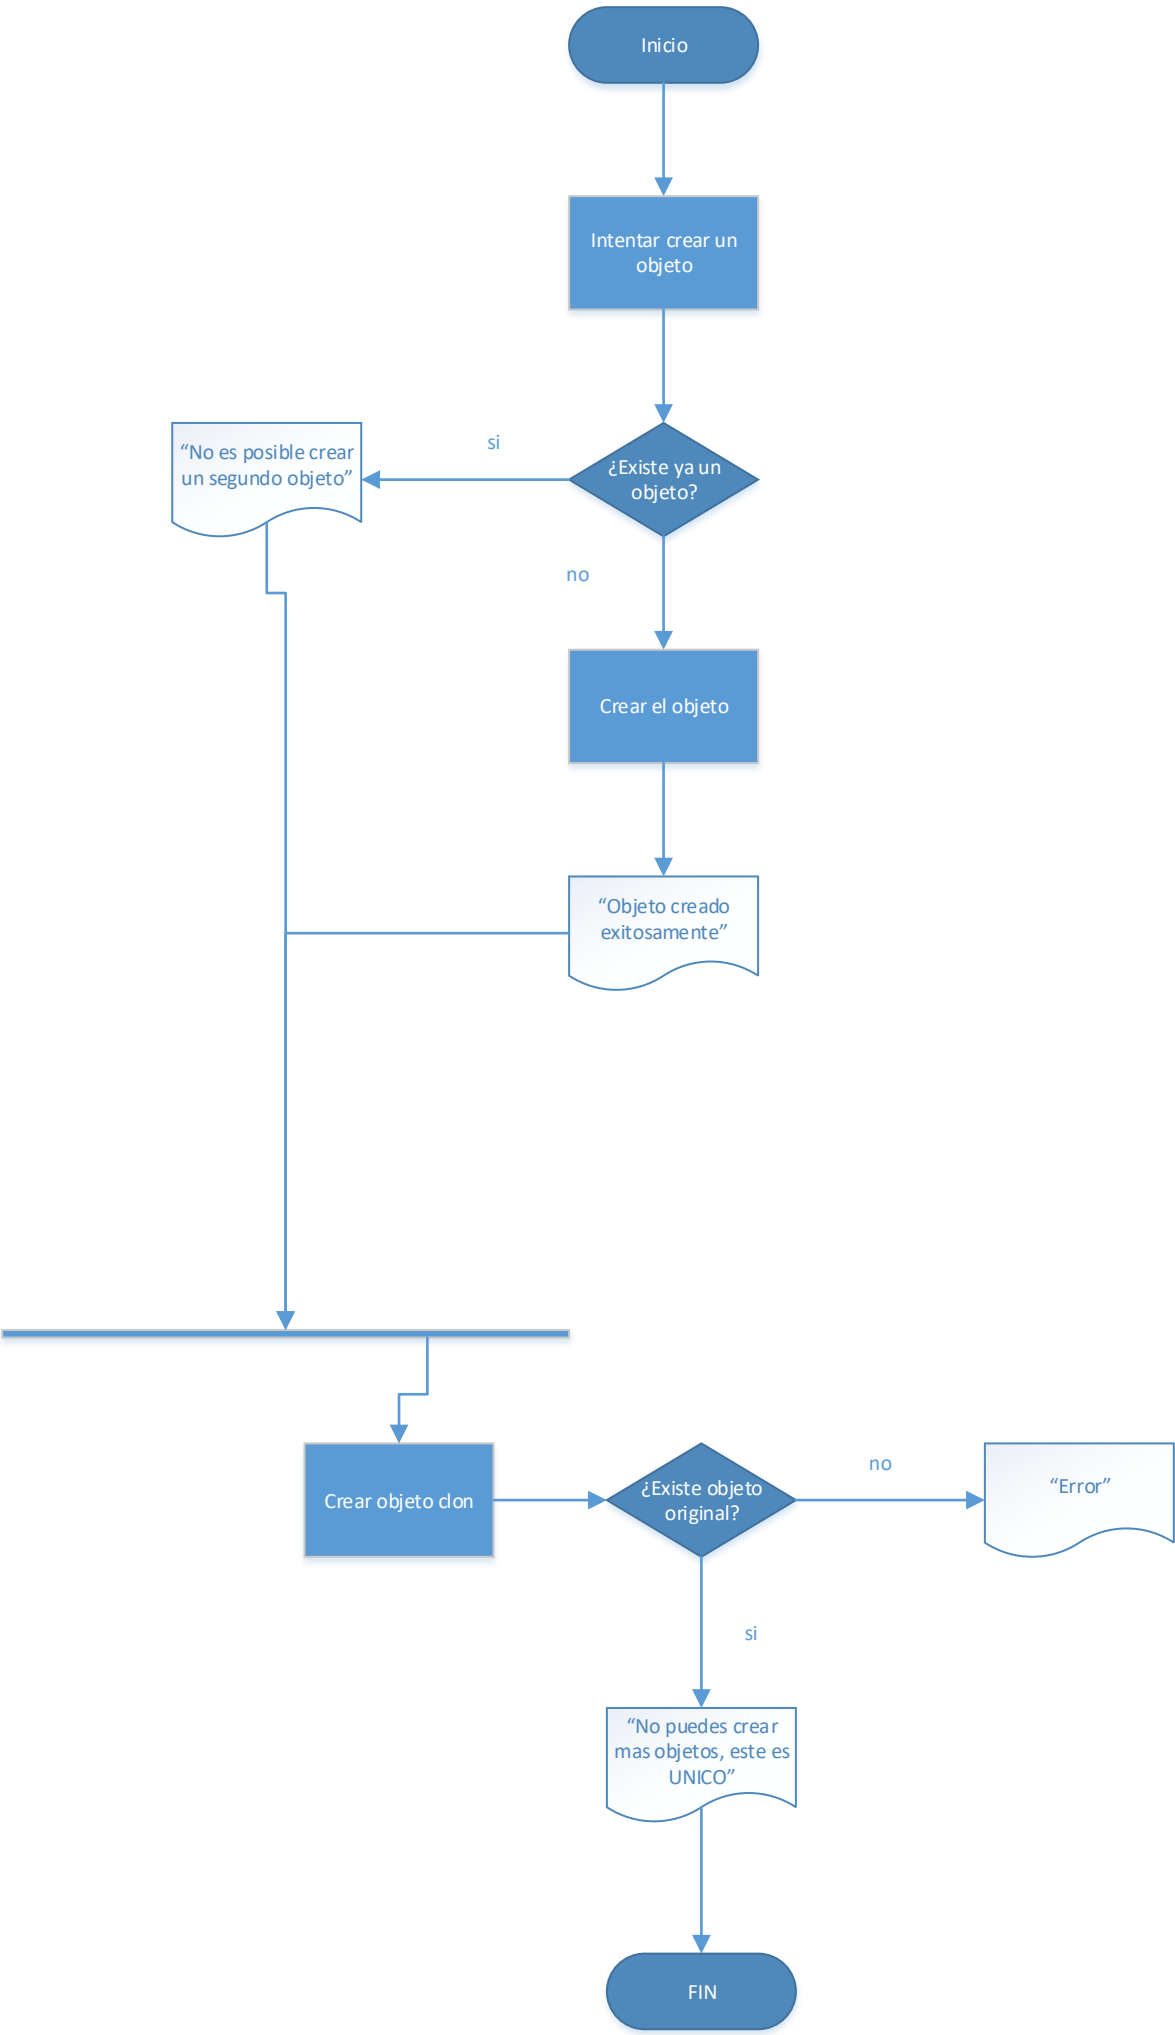 Inicio
Intentar crear un
objeto
¿Existe ya un
objeto?
si
“No es posible crear
un segundo objeto”
no
Crear el objeto
“Objeto creado
exitosamente”
Crear objeto clon
¿Existe objeto
original?
no
“Error”
si
“No puedes crear
mas objetos, este es
UNICO”
FIN